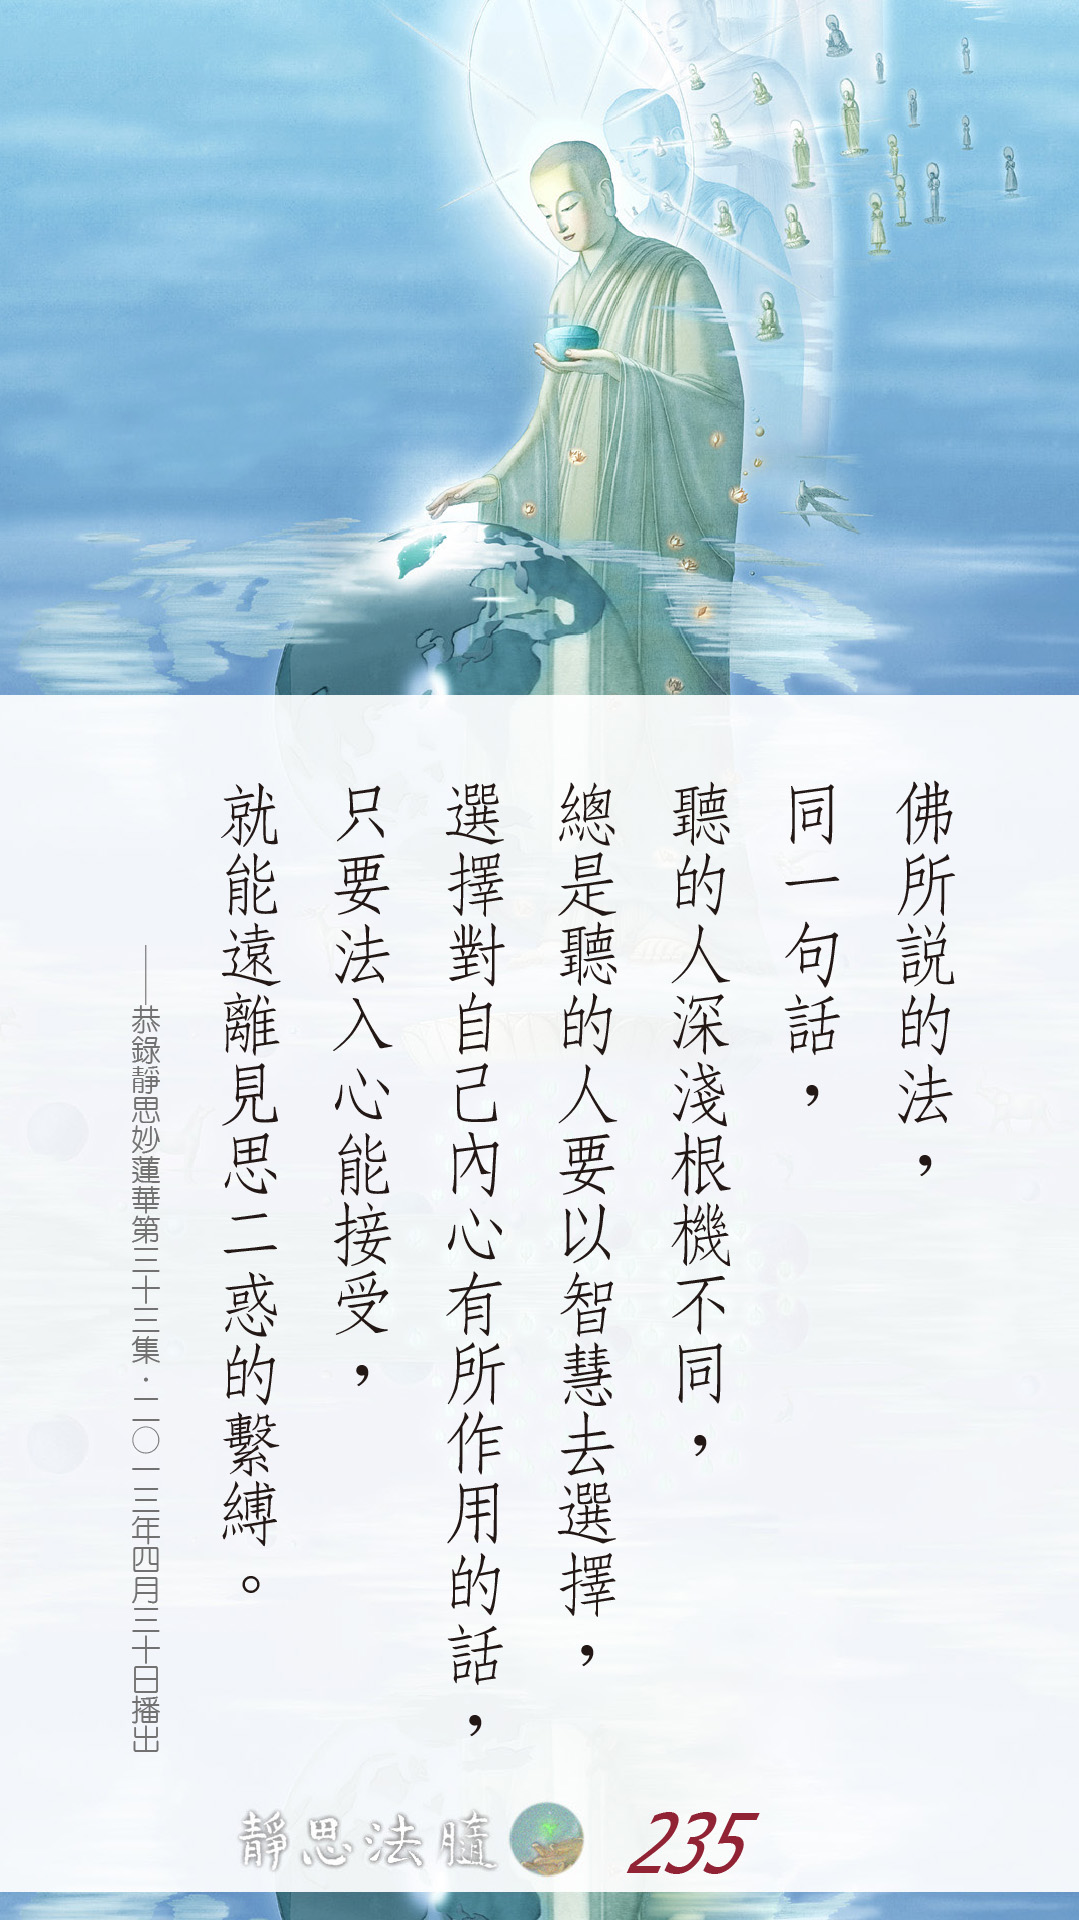 佛所說的法，
同一句話，
聽的人深淺根機不同，
總是聽的人要以智慧去選擇，
選擇對自己內心有所作用的話，
只要法入心能接受，
就能遠離見思二惑的繫縛。
——恭錄靜思妙蓮華第三十三集．二〇一三年四月三十日播出
靜思法髓 235